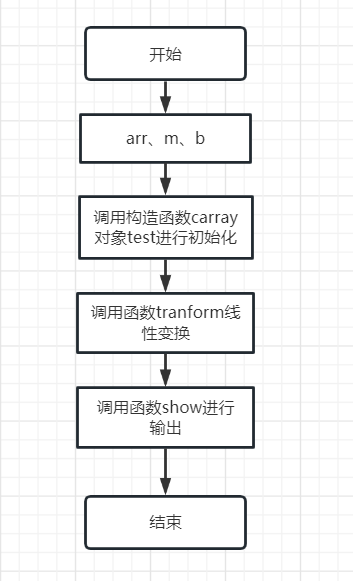 开始
arr、m、b
调用构造函数carray
对象test进行初始化
调用函数tranform线
性变换
调用函数show进行
输出
结束